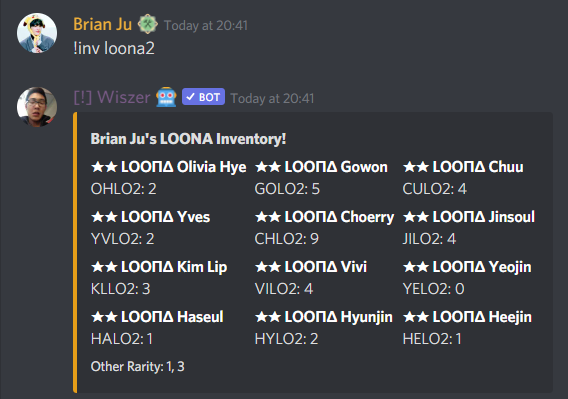 Brian Ju Today at 20:41
!inv loona2
[!] Wiszer ✔ BOT Today at 20:41
Brian Ju's LOONA Inventory!
★★ LOOΠΔ Olivia Hye ★★ LOOΠΔ Gowon ★★ LOOΠΔ Chuu
OHLO2: 2 GOLO2: 5 CULO2: 4
★★ LOOΠΔ Yves ★★ LOOΠΔ Choerry ★★ LOOΠΔ Jinsoul
YVLO2: 2 CHLO2: 9 JILO2: 4
★★ LOOΠΔ Kim Lip ★★ LOOΠΔ Vivi ★★ LOOΠΔ Yeojin
KLLO2: 3 VILO2: 4 YELO2: 0
★★ LOOΠΔ Haseul ★★ LOOΠΔ Hyunjin ★★ LOOΠΔ Heejin
HALO2: 1 HYLO2: 2 HELO2: 1
Other Rarity: 1, 3